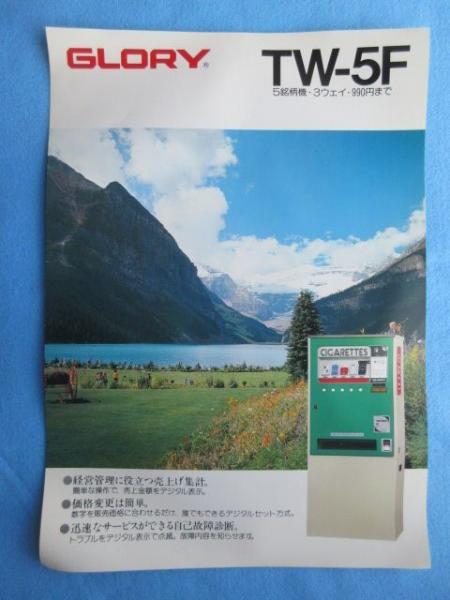 GLORY®
TW-5F
5銘柄機・3ウェイ・990円まで
CIGARETTES
●経営管理に役立つ売上げ集計。
簡単な操作で、売上金額をデジタル表示。
●価格変更は簡単。
数字を販売価格に合わせるだけ、誰でもできるデジタルセット方式。
●迅速なサービスができる自己故障診断。
トラブルをデジタル表示で点滅。故障内容を知らせます。